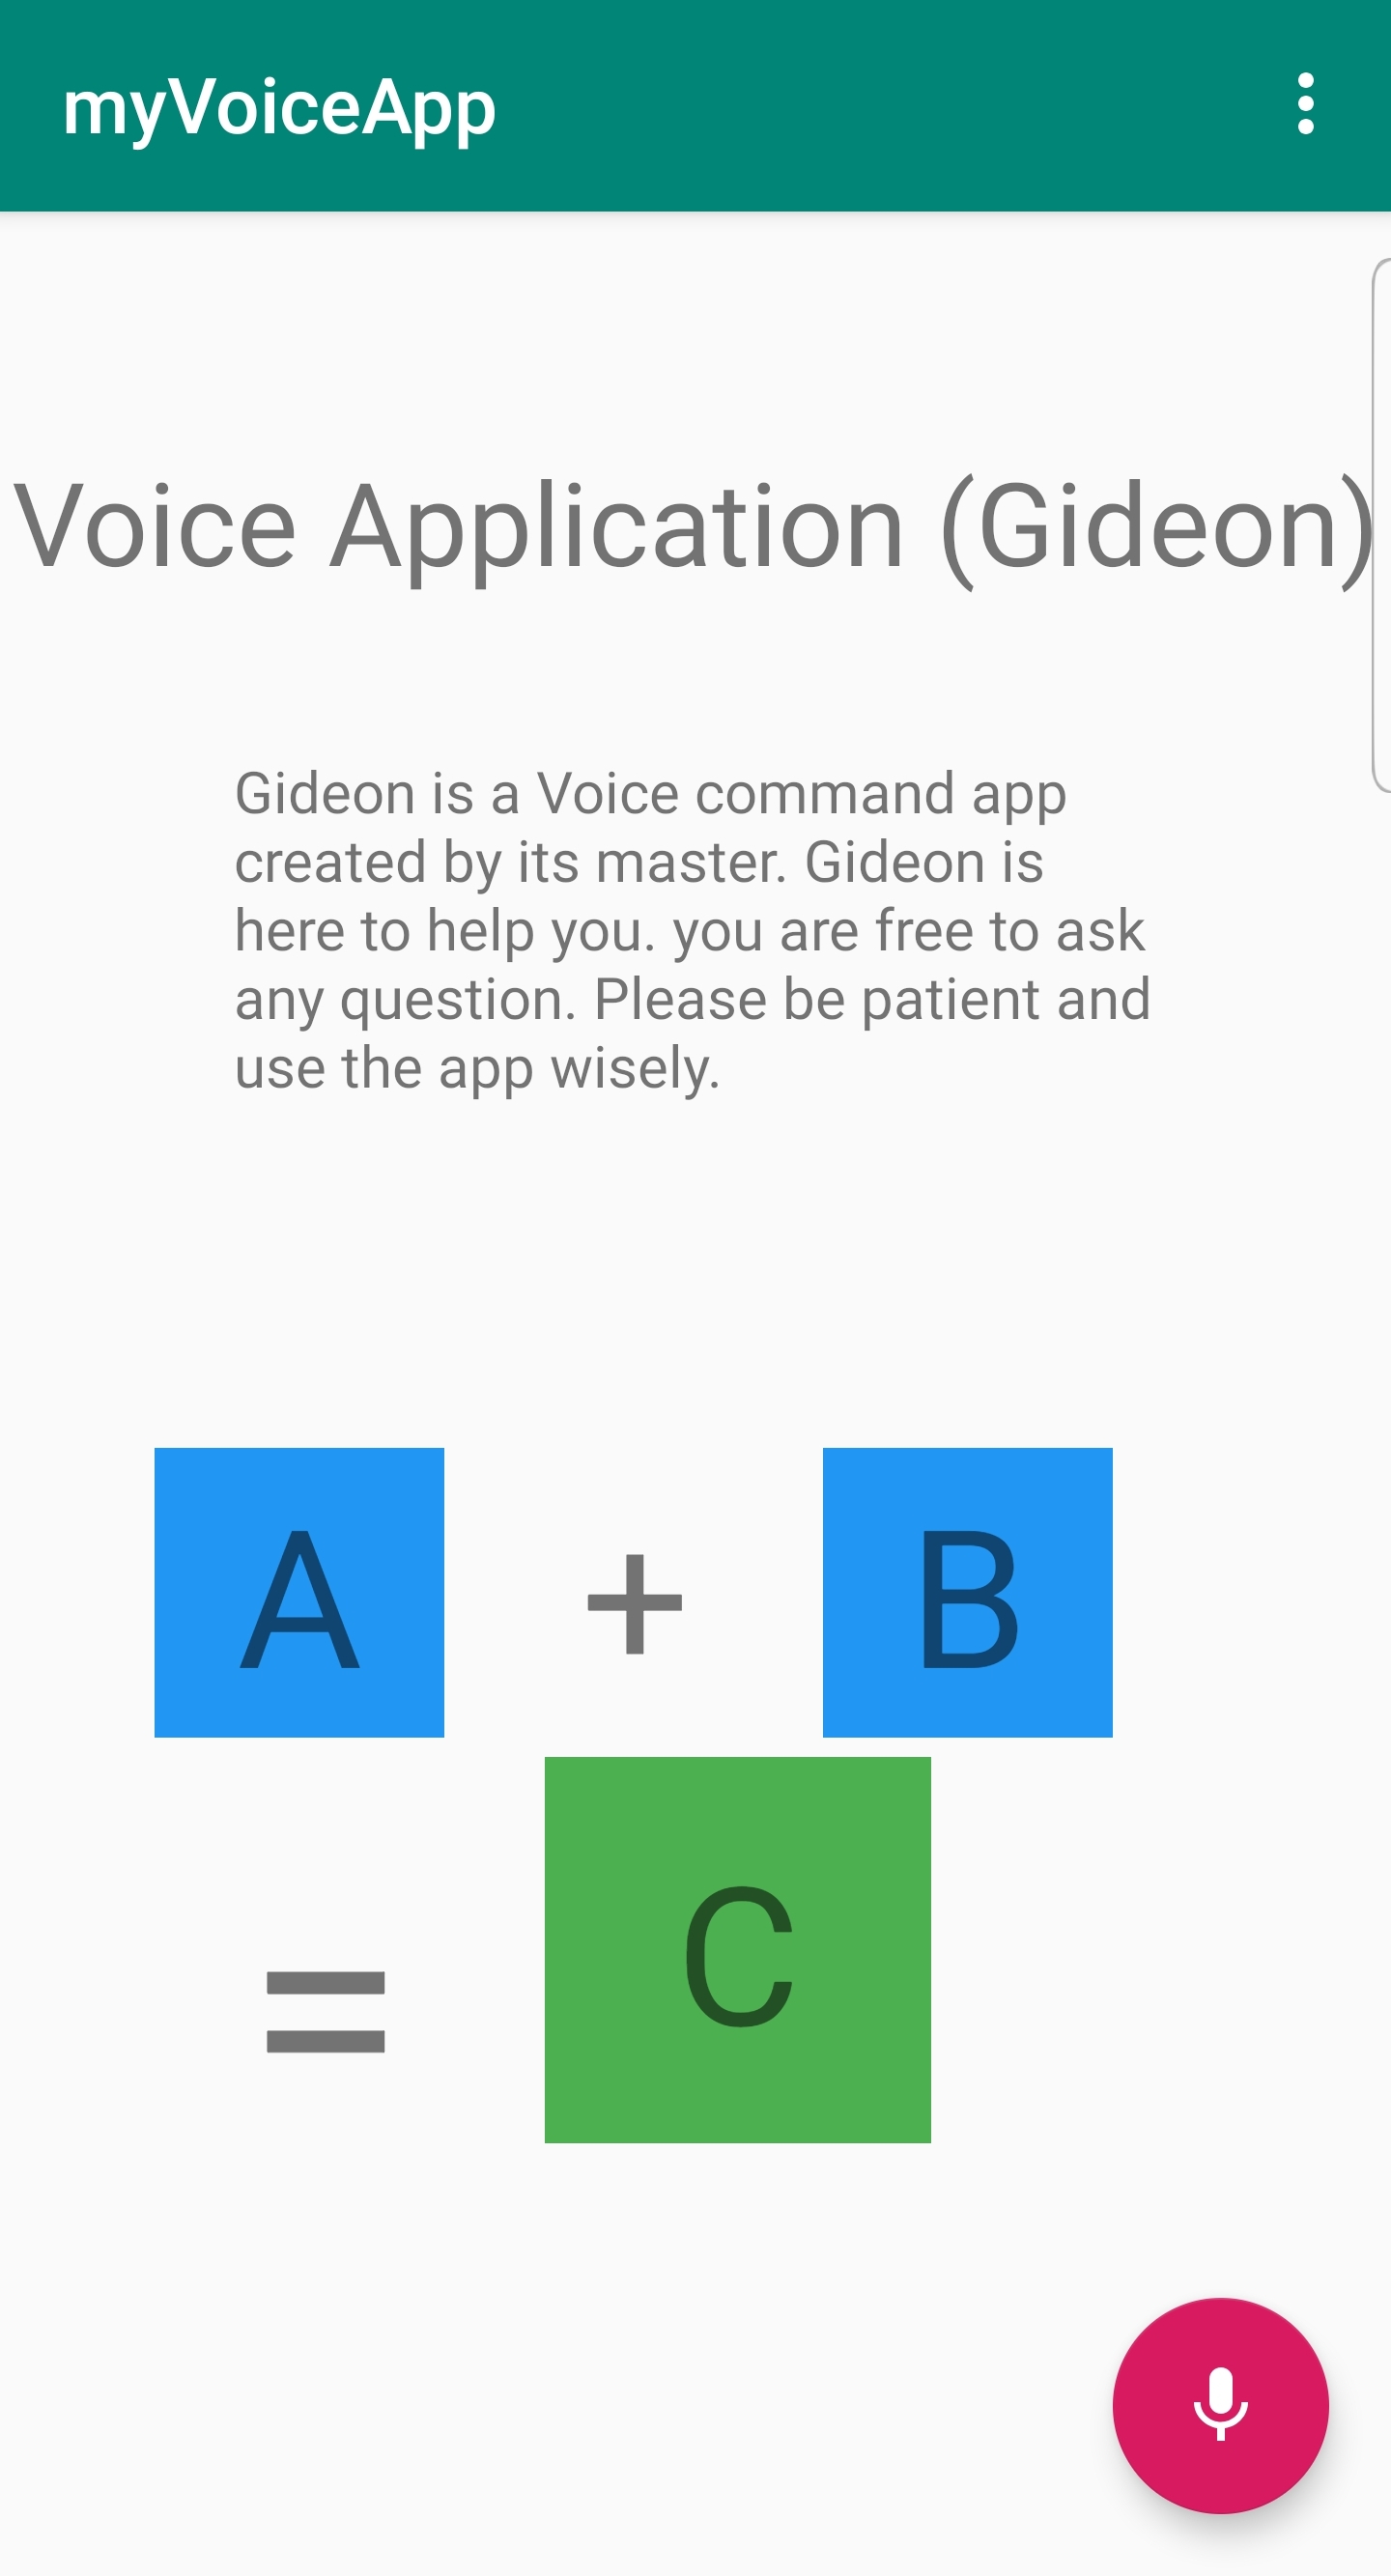 myVoiceApp
Voice Application (Gideon)
Gideon is a Voice command app
created by its master. Gideon is
here to help you. you are free to ask
any question. Please be patient and
use the app wisely.
A + B
= C